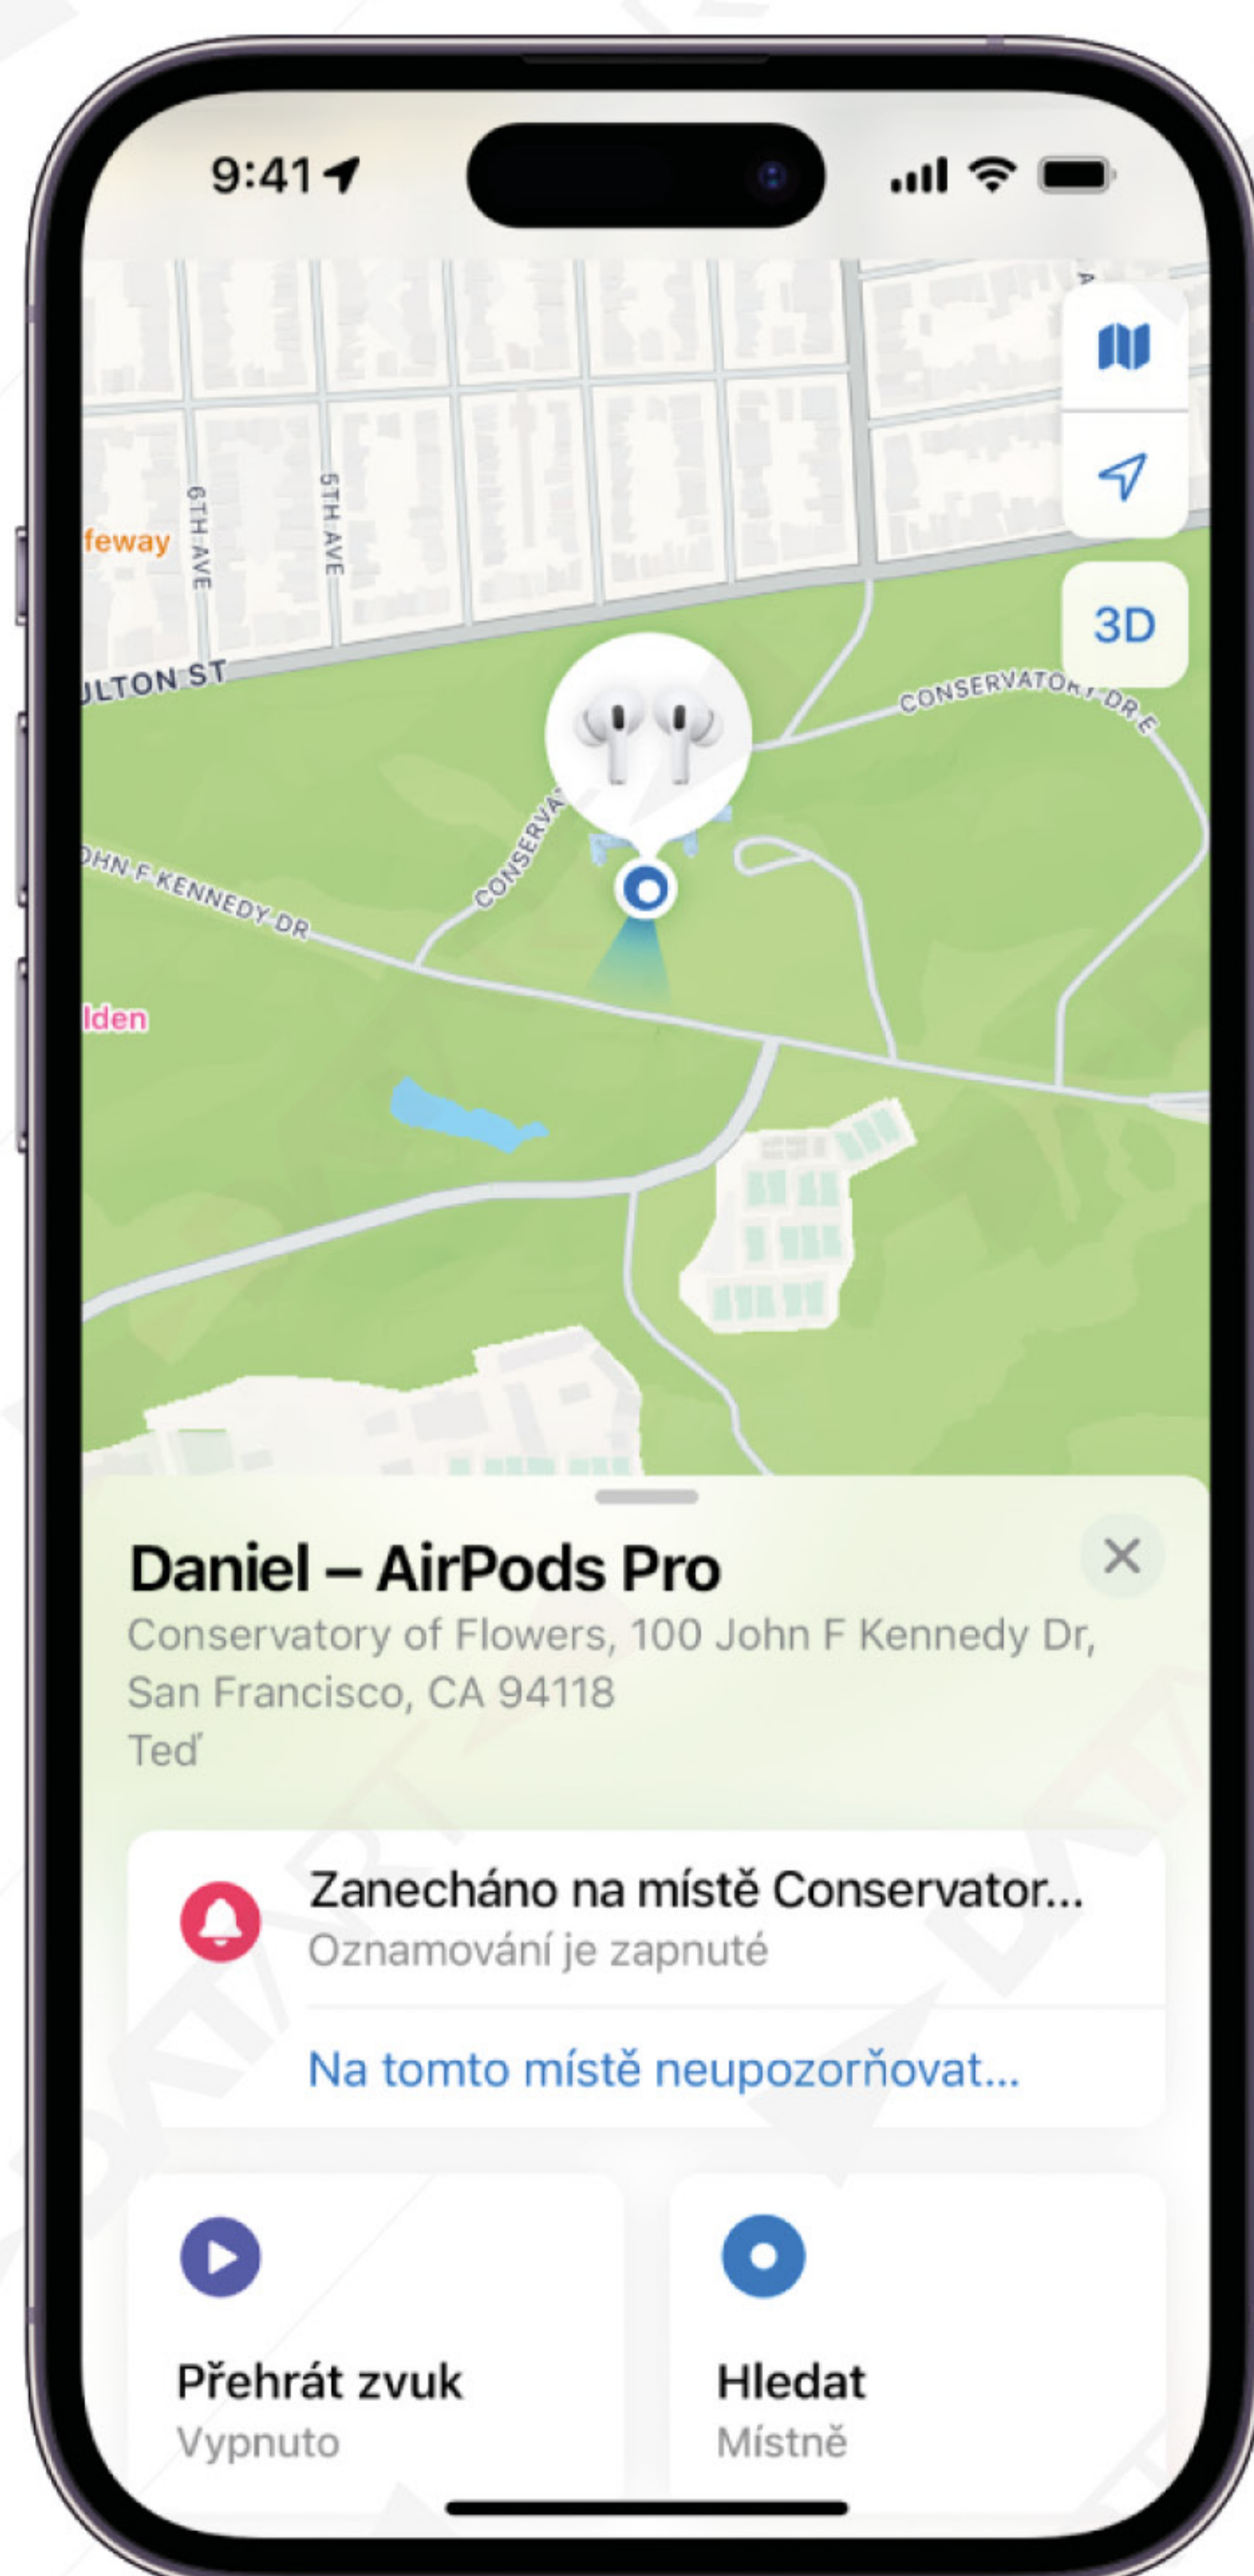 9:41
6TH AVE
5TH AVE
feway
ULTON ST
3D
CONSERVATORY DR E
CONSERVA
OHN F KENNEDY DR
lden
Daniel – AirPods Pro
Conservatory of Flowers, 100 John F Kennedy Dr,
San Francisco, CA 94118
Teď
Zanecháno na místě Conservator...
Oznamování je zapnuté
Na tomto místě neupozorňovat...
Přehrát zvuk
Vypnuto
Hledat
Místně
DATART